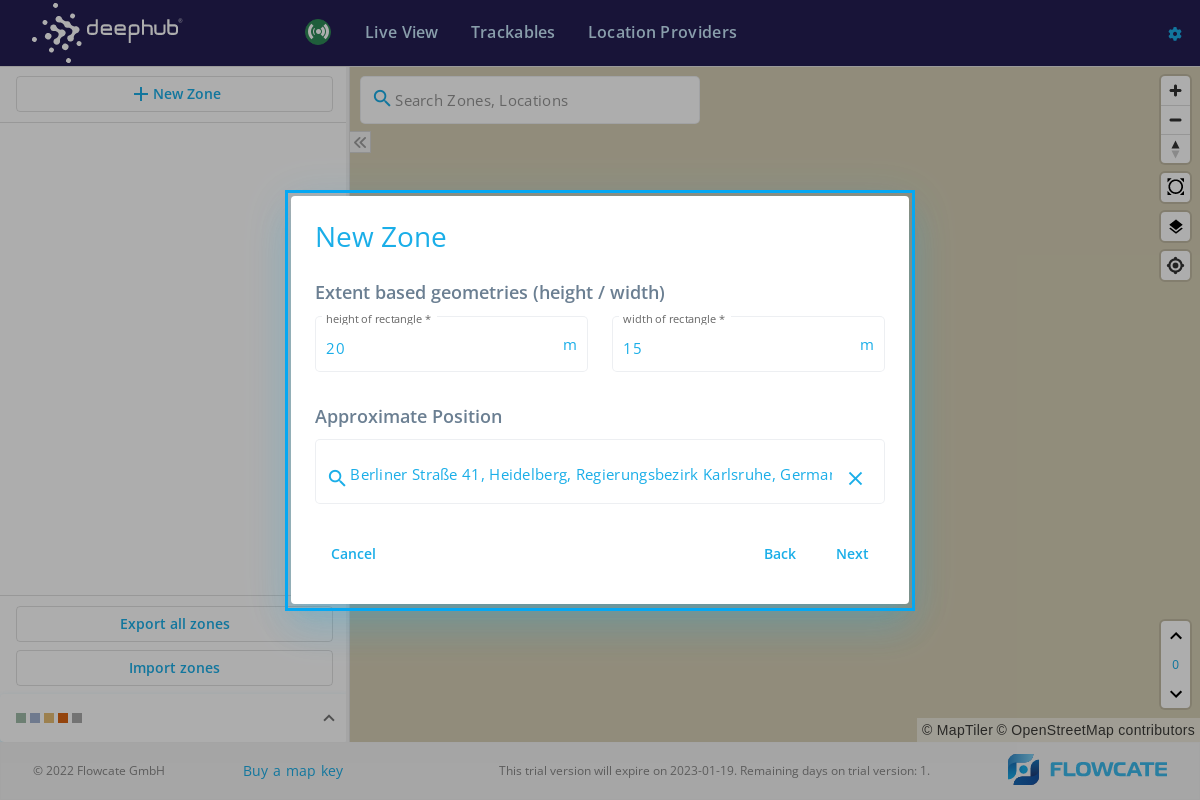 deephub®
Live View
Trackables
Location Providers
New Zone
Search Zones, Locations
New Zone
Extent based geometries (height / width)
height of rectangle *
20
m
width of rectangle *
15
m
Approximate Position
Berliner Straße 41, Heidelberg, Regierungsbezirk Karlsruhe, German
Cancel
Back
Next
Export all zones
Import zones
0
© MapTiler © OpenStreetMap contributors
© 2022 Flowcate GmbH
Buy a map key
This trial version will expire on 2023-01-19. Remaining days on trial version: 1.
FLOWCATE